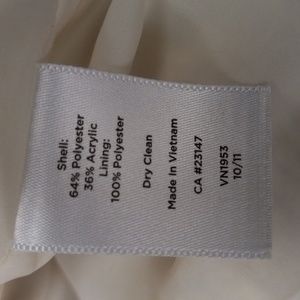 Shell:
64% Polyester
36% Acrylic
Lining:
100% Polyester
Dry Clean
Made In Vietnam
CA #23147
VN1953
10/11